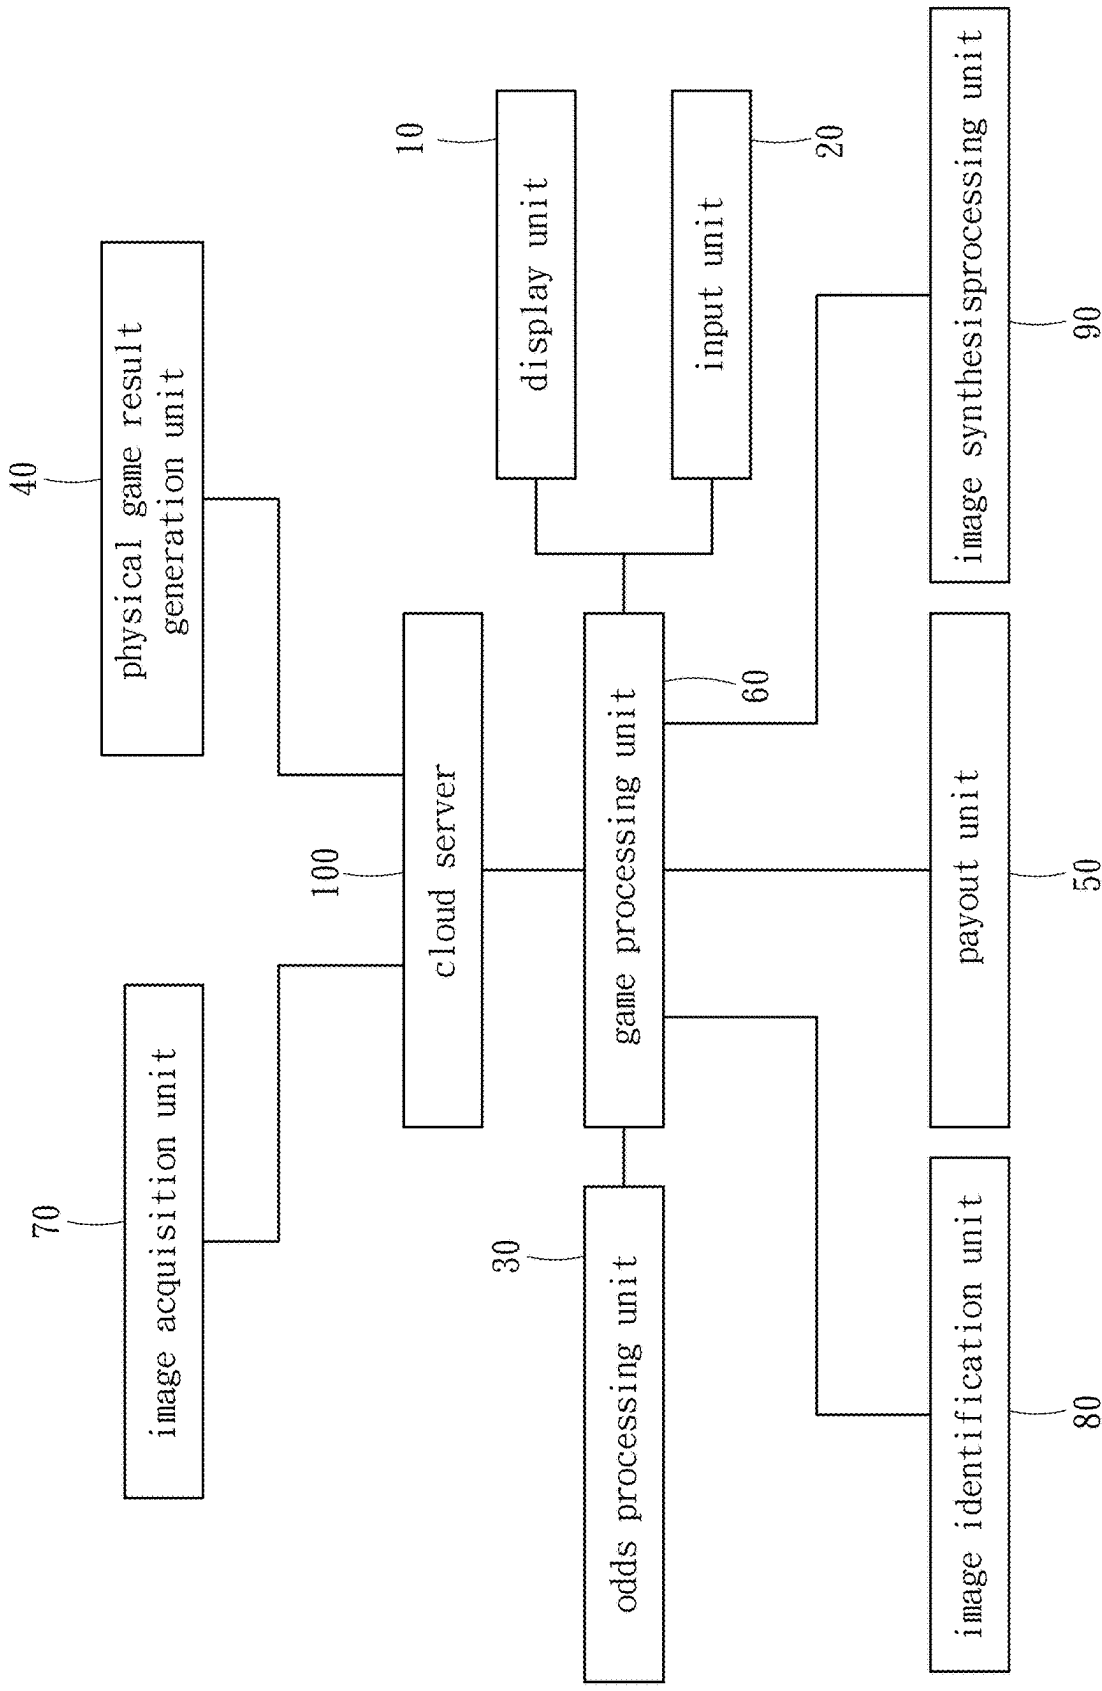 70
image acquisition unit
40
physical game result
generation unit
100
cloud server
30
odds processing unit
game processing unit
60
display unit
10
input unit
20
image identification unit
80
payout unit
50
image synthesisprocessing unit
90